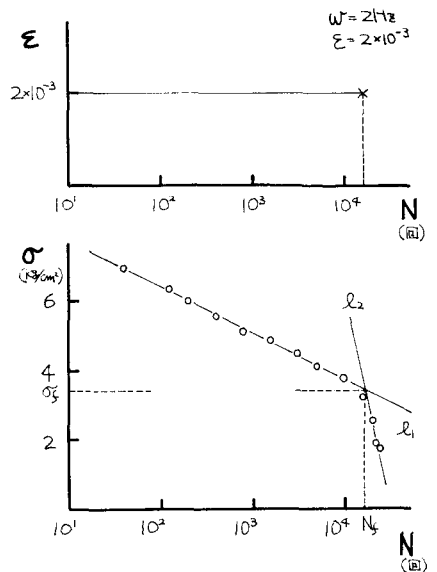 ω = 2Hz
ε = 2×10⁻³
ε
2×10⁻³
10¹ 10² 10³ 10⁴ N
(回)
σ
(kg/cm²)
6
4
σf
2
l₂
l₁
10¹ 10² 10³ 10⁴ Nf N
(回)